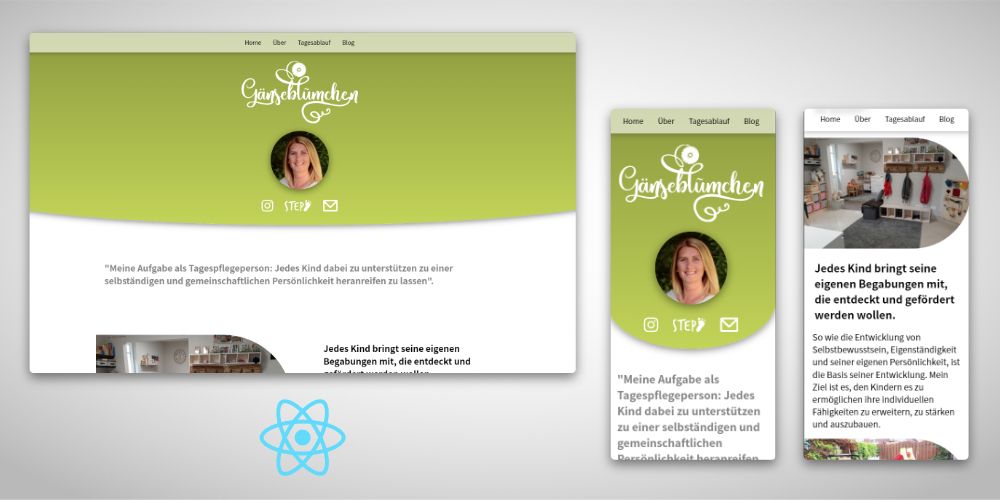 Home Über Tagesablauf Blog
Gänseblümchen
STEP
"Meine Aufgabe als Tagespflegeperson: Jedes Kind dabei zu unterstützen zu einer
selbständigen und gemeinschaftlichen Persönlichkeit heranreifen zu lassen".
Jedes Kind bringt seine eigenen
Begabungen mit, die entdeckt und
gefördert werden wollen.
Home Über Tagesablauf Blog
Gänseblümchen
STEP
"Meine Aufgabe als
Tagespflegeperson: Jedes
Kind dabei zu unterstützen
zu einer selbständigen und
gemeinschaftlichen
Persönlichkeit heranreifen
Home Über Tagesablauf Blog
Jedes Kind bringt seine
eigenen Begabungen mit,
die entdeckt und gefördert
werden wollen.
So wie die Entwicklung von
Selbstbewusstsein, Eigenständigkeit
und seiner eigenen Persönlichkeit, ist
die Basis seiner Entwicklung. Mein
Ziel ist es, den Kindern es zu
ermöglichen ihre individuellen
Fähigkeiten zu erweitern, zu stärken
und auszubauen.